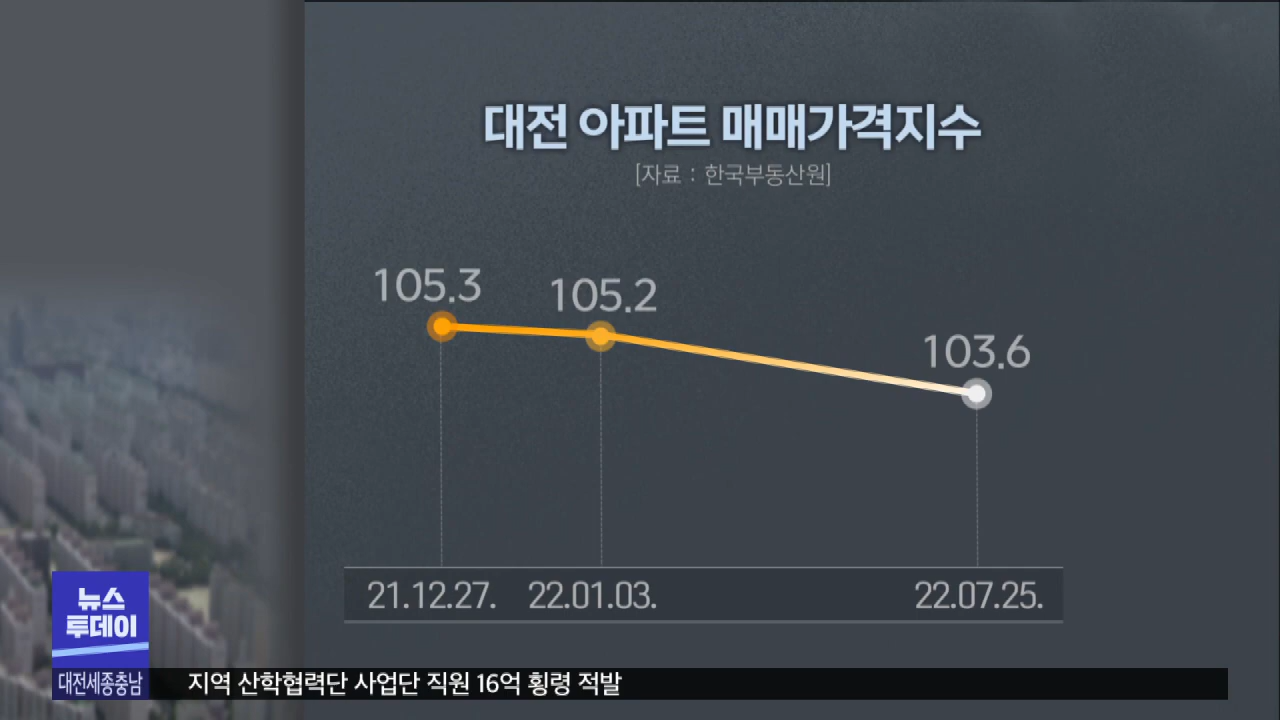 대전 아파트 매매가격지수
[자료 : 한국부동산원]
105.3
105.2
103.6
21.12.27.
22.01.03.
22.07.25.
뉴스
투데이
대전세종충남
지역 산학협력단 사업단 직원 16억 횡령 적발